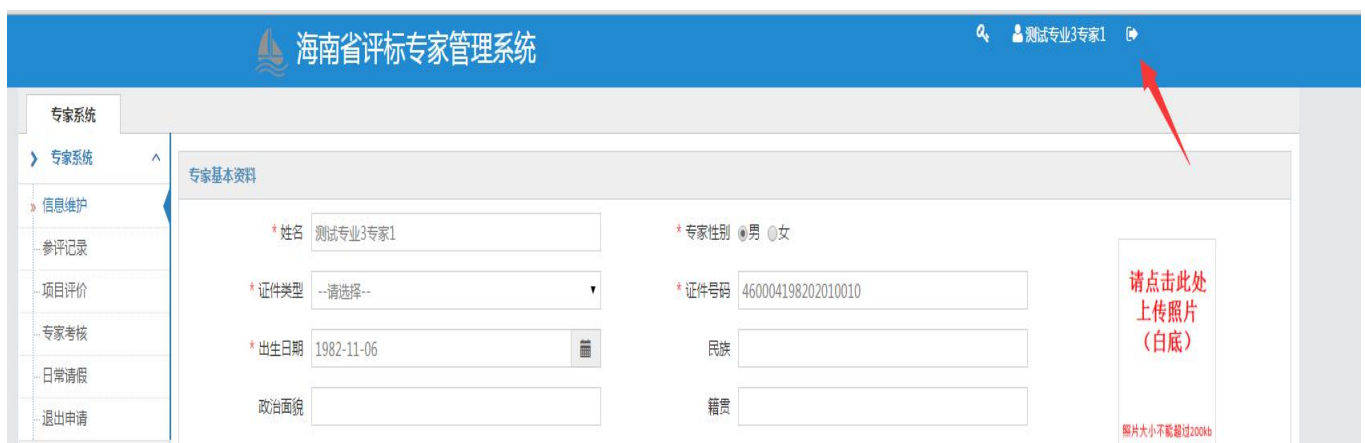 海南省评标专家管理系统
测试专业3专家1
专家系统
专家系统
信息维护
参评记录
项目评价
专家考核
日常请假
退出申请
专家基本资料
* 姓名 测试专业3专家1 * 专家性别 男 女
* 证件类型 --请选择-- * 证件号码 460004198202010010
* 出生日期 1982-11-06 民族
政治面貌 籍贯
请点击此处
上传照片
（白底）
照片大小不能超过200kb